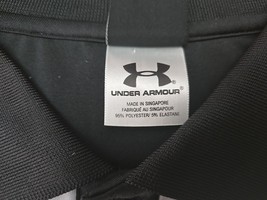 UNDER ARMOUR®
MADE IN SINGAPORE
FABRIQUÉ AU SINGAPOUR
95% POLYESTER/ 5% ELASTANE